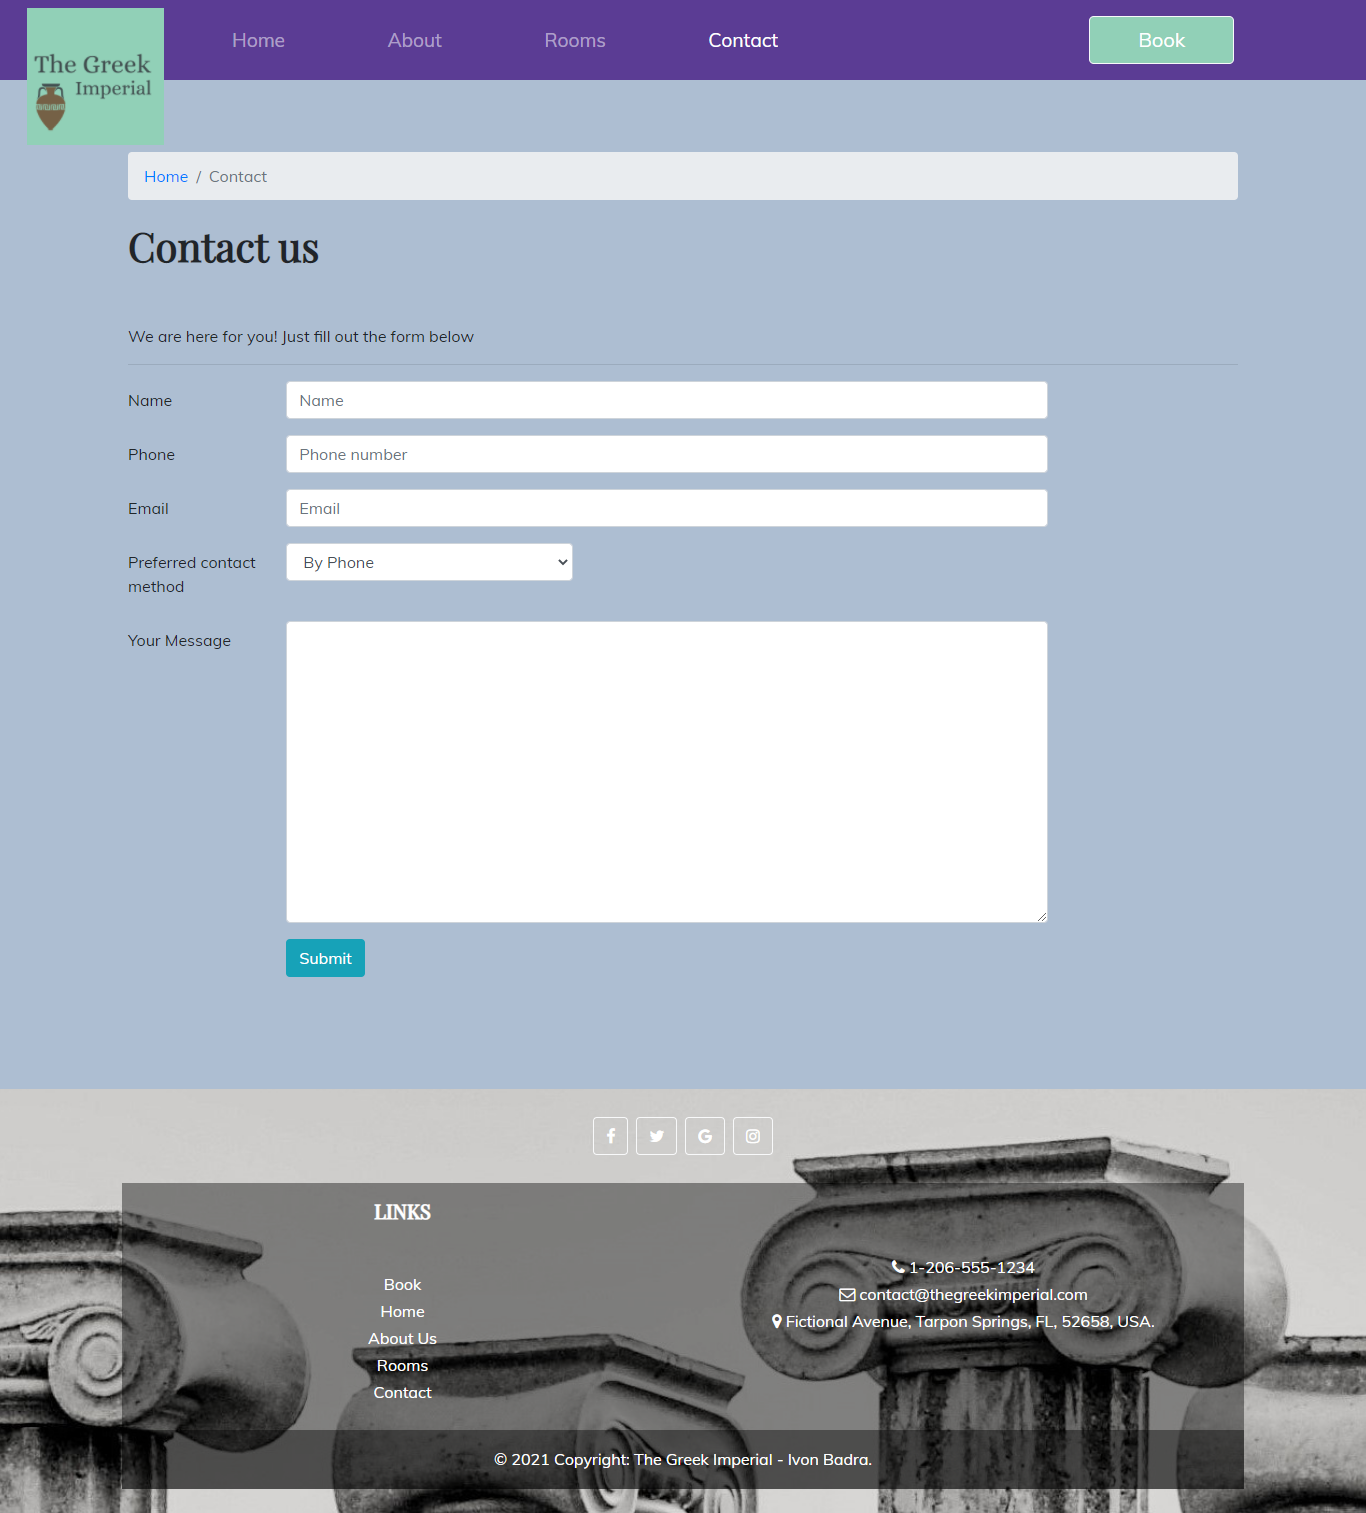 The Greek
Imperial
Home
About
Rooms
Contact
Book
Home / Contact
Contact us
We are here for you! Just fill out the form below
Name
Name
Phone
Phone number
Email
Email
Preferred contact
method
By Phone
Your Message
Submit
LINKS
Book
Home
About Us
Rooms
Contact
1-206-555-1234
contact@thegreekimperial.com
Fictional Avenue, Tarpon Springs, FL, 52658, USA.
© 2021 Copyright: The Greek Imperial - Ivon Badra.